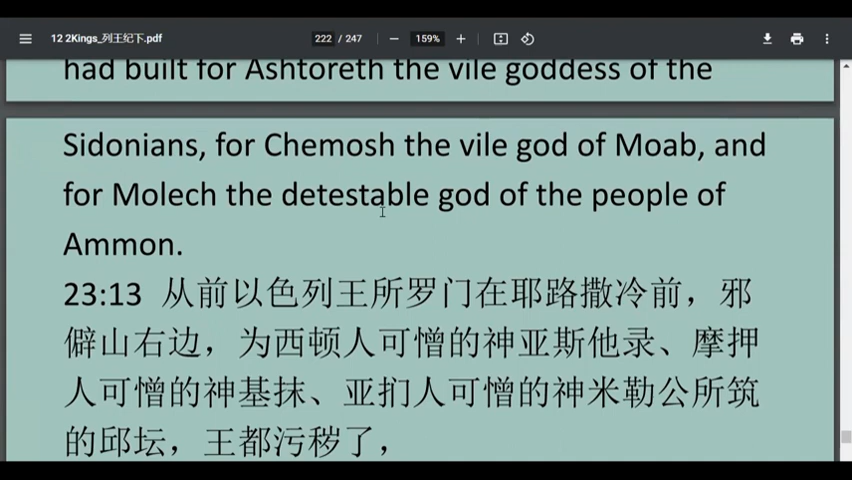 12 2Kings_列王纪下.pdf
222 / 247
159%
had built for Ashtoreth the vile goddess of the
Sidonians, for Chemosh the vile god of Moab, and
for Molech the detestable god of the people of
Ammon.
23:13 从前以色列王所罗门在耶路撒冷前，邪
僻山右边，为西顿人可憎的神亚斯他录、摩押
人可憎的神基抹、亚扪人可憎的神米勒公所筑
的邱坛，王都污秽了，